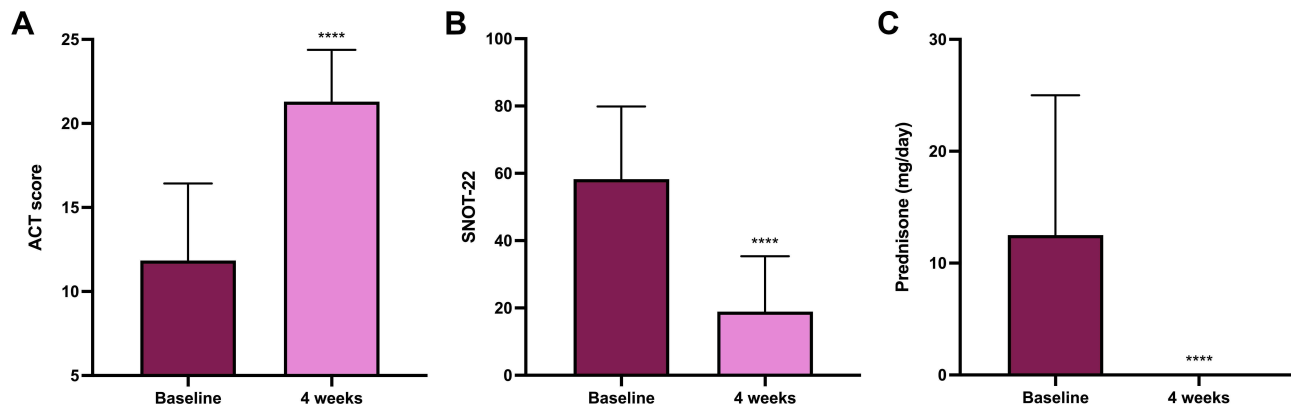 A
ACT score
25
20
15
10
5
****
Baseline
4 weeks
B
SNOT-22
100
80
60
40
20
0
****
Baseline
4 weeks
C
Prednisone (mg/day)
30
20
10
0
****
Baseline
4 weeks